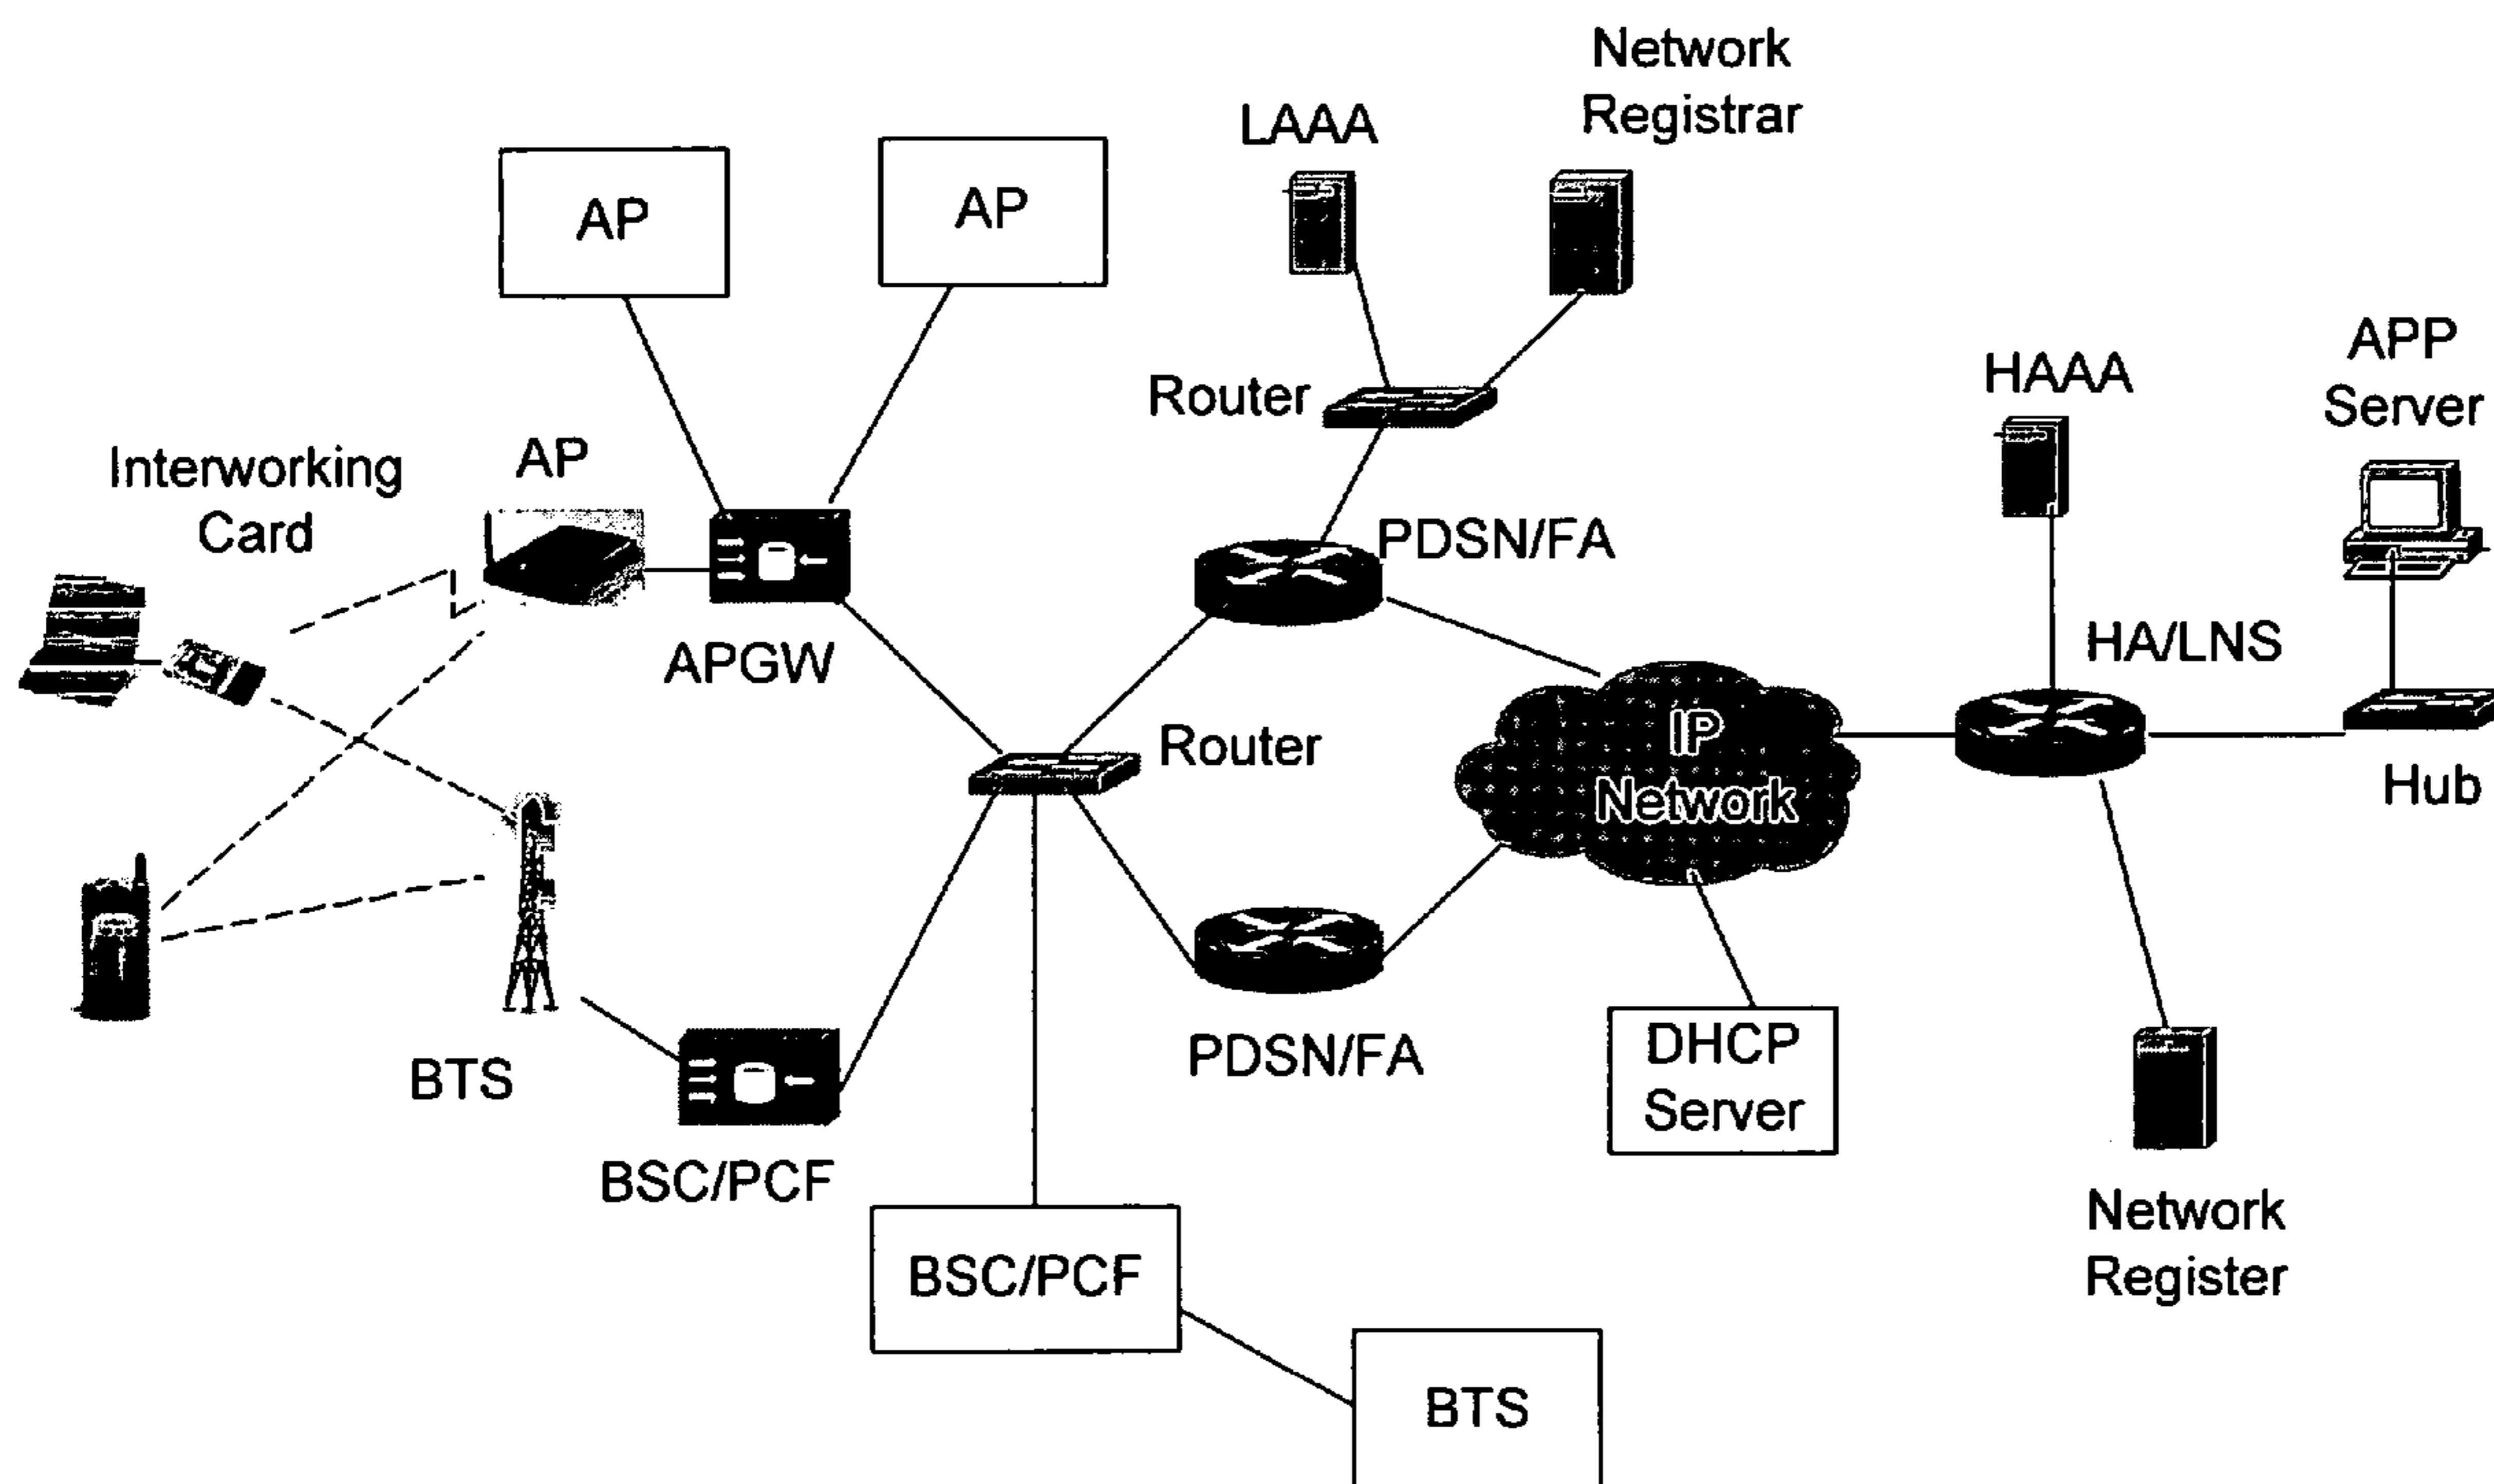 Network
Registrar
LAAA
AP
AP
Router
APP
Server
HAAA
Interworking
Card
AP
PDSN/FA
APGW
HA/LNS
Router
IP
Network
Hub
BTS
PDSN/FA
DHCP
Server
BSC/PCF
Network
Register
BSC/PCF
BTS